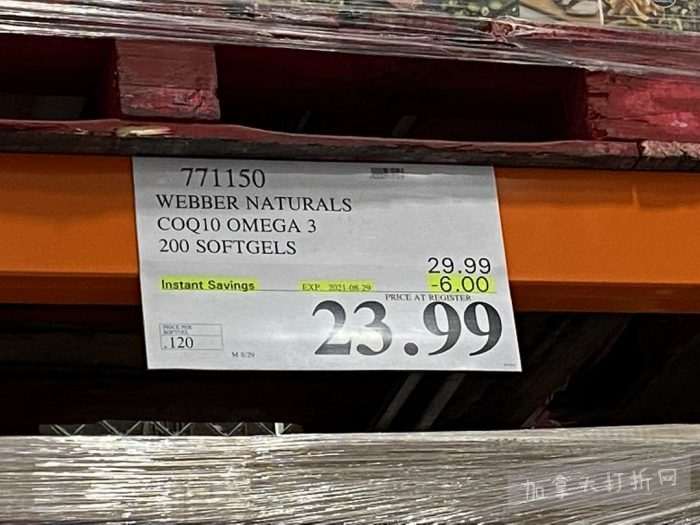 771150
WEBBER NATURALS
COQ10 OMEGA 3
200 SOFTGELS
29.99
Instant Savings EXP. 2021-08-29 -6.00
PRICE AT REGISTER
23.99
PRICE PER
SOFTGEL
.120
M 8/29
加拿大打折网